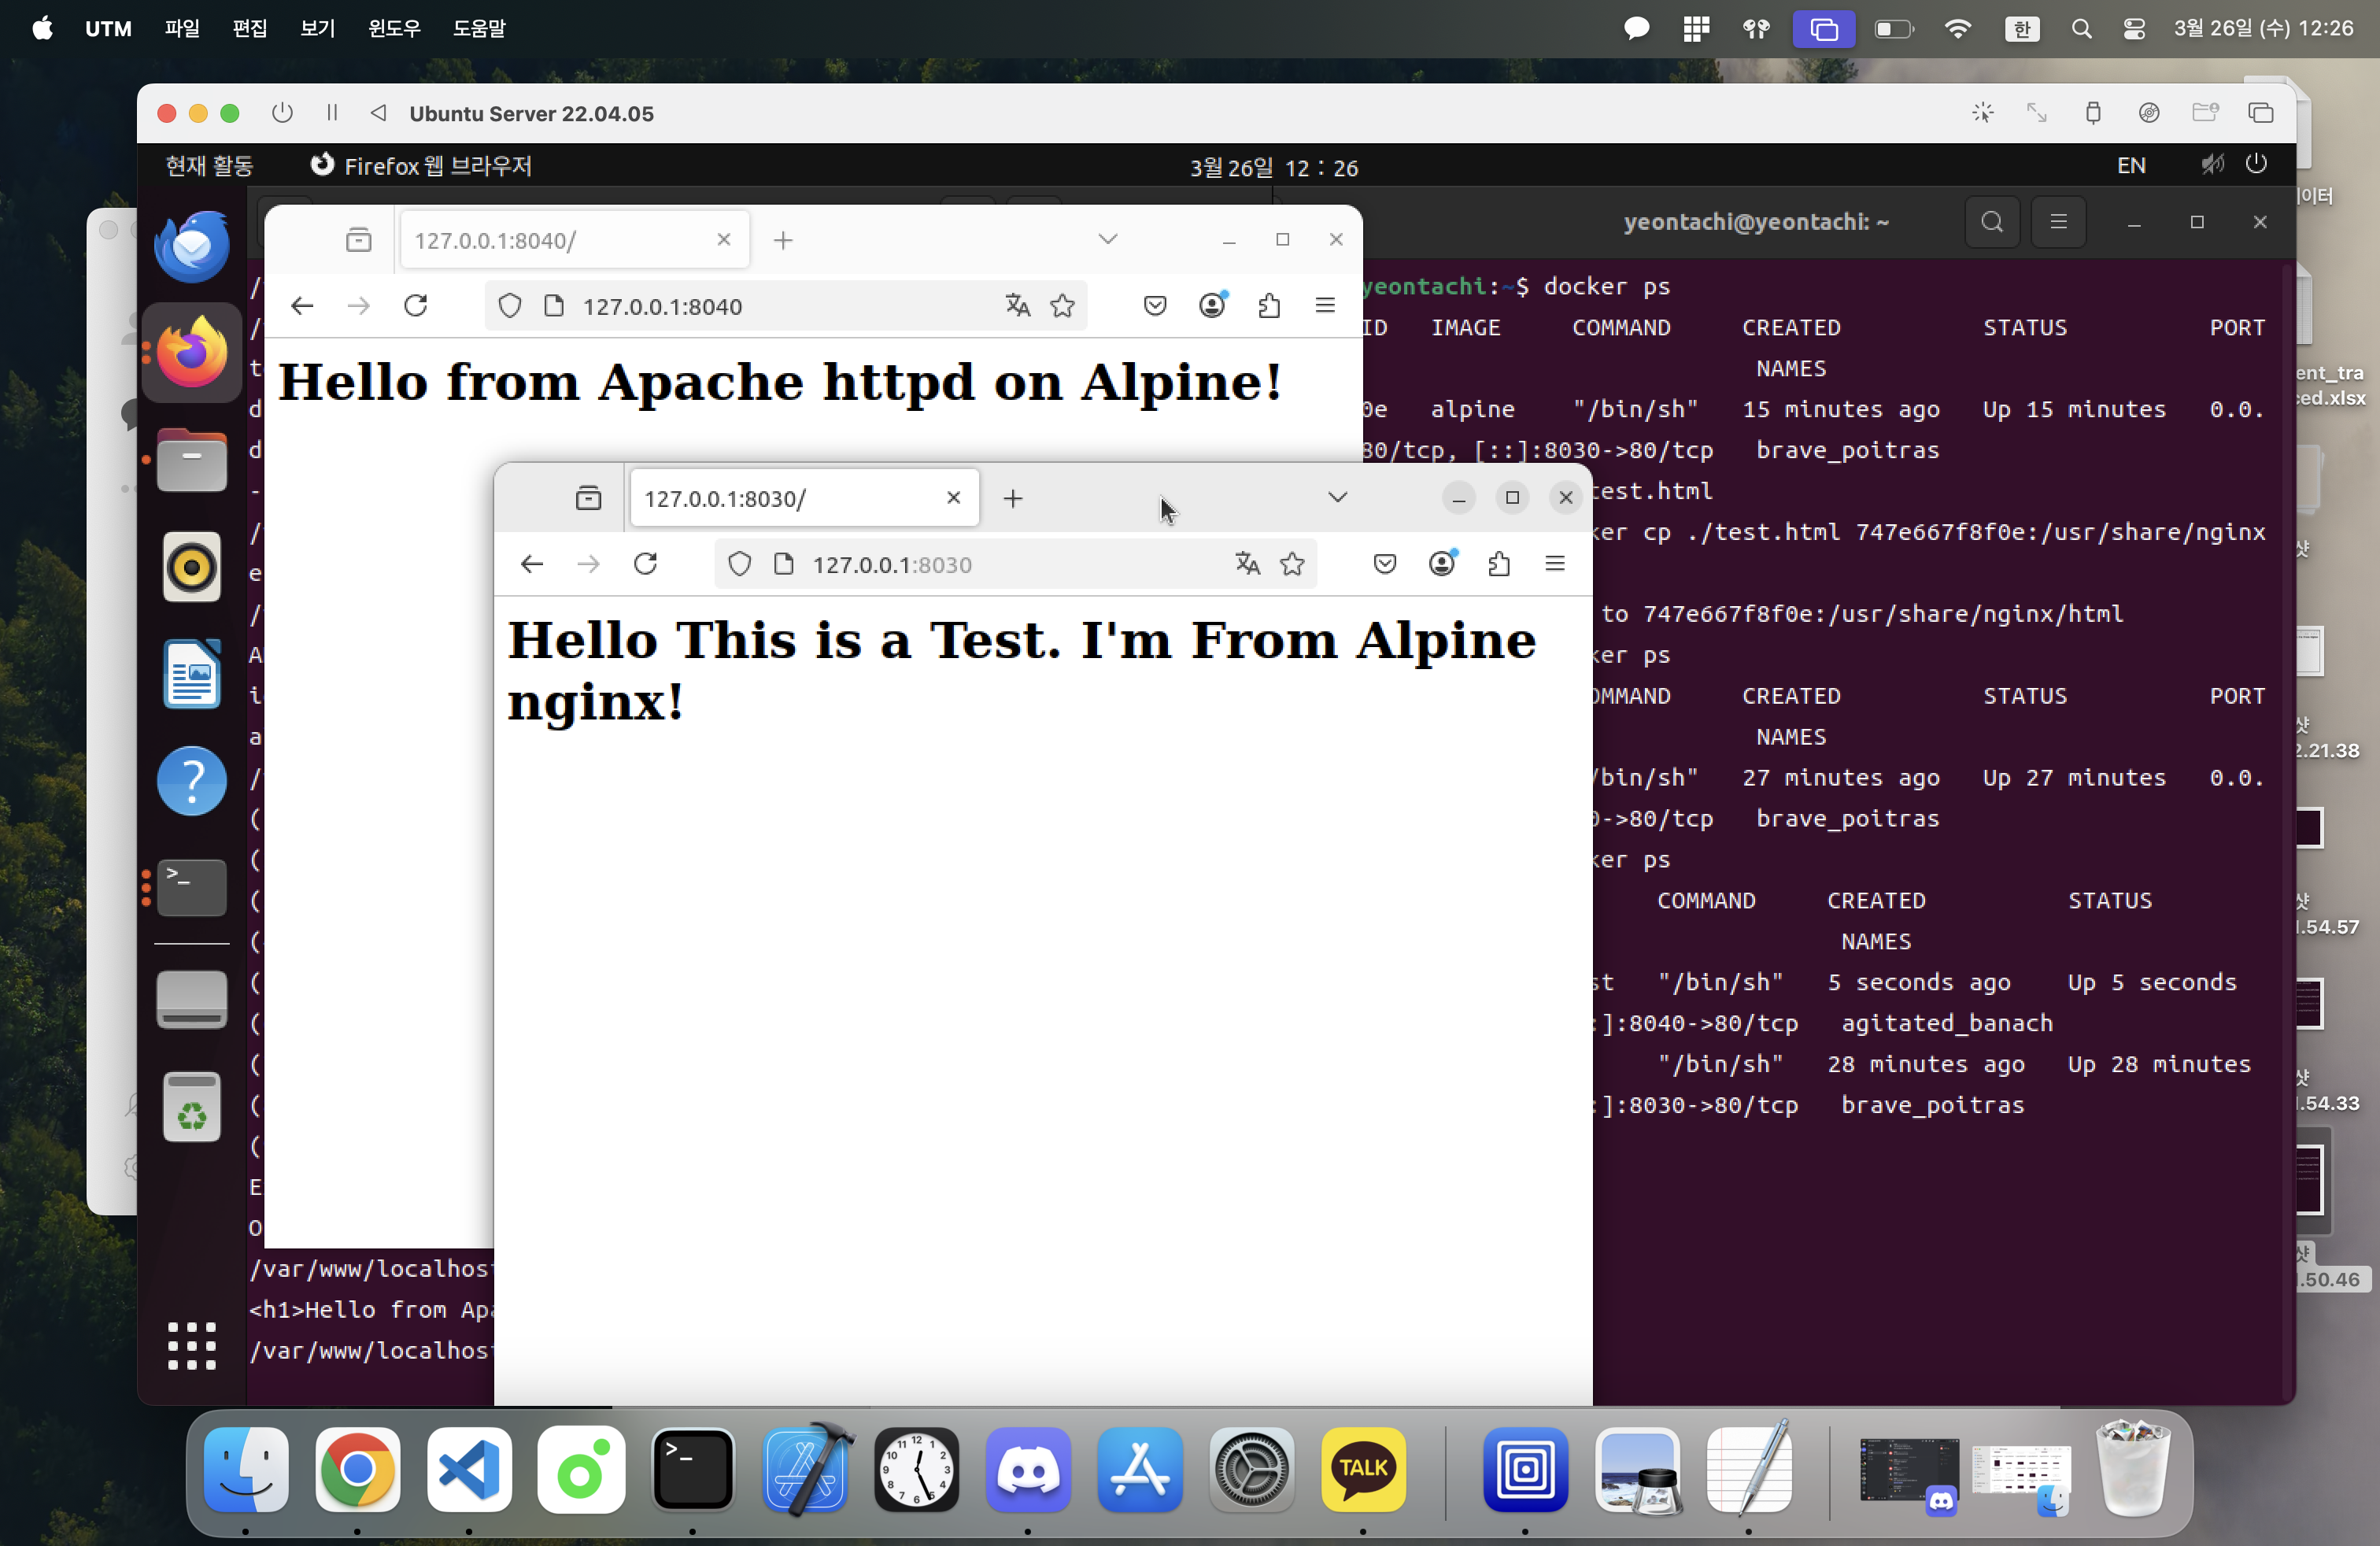 UTM 파일 편집 보기 윈도우 도움말 한 3월 26일 (수) 12:26
Ubuntu Server 22.04.05
현재 활동 Firefox 웹 브라우저 3월 26일 12 : 26 EN
127.0.0.1:8040/
127.0.0.1:8040
Hello from Apache httpd on Alpine!
127.0.0.1:8030/
127.0.0.1:8030
Hello This is a Test. I'm From Alpine
nginx!
/var/www/localhost
<h1>Hello from Apa
/var/www/localhost
yeontachi@yeontachi: ~
yeontachi:~$ docker ps
ID IMAGE COMMAND CREATED STATUS PORT
NAMES
0e alpine "/bin/sh" 15 minutes ago Up 15 minutes 0.0.
80/tcp, [::]:8030->80/tcp brave_poitras
test.html
ker cp ./test.html 747e667f8f0e:/usr/share/nginx
to 747e667f8f0e:/usr/share/nginx/html
ker ps
OMMAND CREATED STATUS PORT
NAMES
/bin/sh" 27 minutes ago Up 27 minutes 0.0.
0->80/tcp brave_poitras
ker ps
COMMAND CREATED STATUS
NAMES
st "/bin/sh" 5 seconds ago Up 5 seconds
:]:8040->80/tcp agitated_banach
"/bin/sh" 28 minutes ago Up 28 minutes
:]:8030->80/tcp brave_poitras
이터
ent_tra
ced.xlsx
샷
샷
2.21.38
샷
.54.57
샷
.54.33
샷
.50.46
TALK